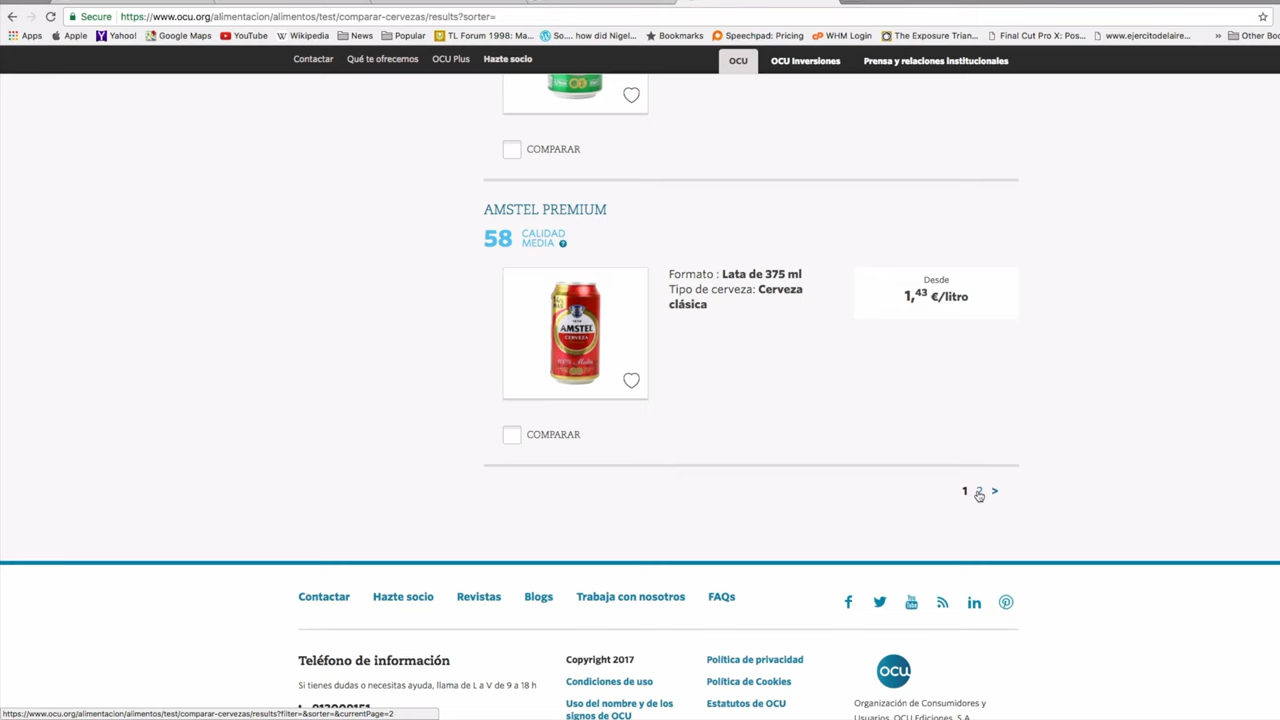 Secure https://www.ocu.org/alimentacion/alimentos/test/comparar-cervezas/results?sorter=
Apps Apple Yahoo! Google Maps YouTube Wikipedia News Popular TL Forum 1998: Ma... So.... how did Nigel... Bookmarks Speechpad: Pricing WHM Login The Exposure Trian... Final Cut Pro X: Pos... www.ejercitodelaire... » Other Boo
Contactar Qué te ofrecemos OCU Plus Hazte socio OCU OCU Inversiones Prensa y relaciones institucionales
COMPARAR
AMSTEL PREMIUM
58 CALIDAD MEDIA ?
Formato : Lata de 375 ml
Tipo de cerveza: Cerveza
clásica
Desde
1,43 €/litro
AMSTEL
CERVEZA
COMPARAR
1 2 >
Contactar Hazte socio Revistas Blogs Trabaja con nosotros FAQs
Teléfono de información
Si tienes dudas o necesitas ayuda, llama de L a V de 9 a 18 h
Copyright 2017
Condiciones de uso
Uso del nombre y de los
signos de OCU
Política de privacidad
Política de Cookies
Estatutos de OCU
OCU
Organización de Consumidores y
Usuarios, OCU Ediciones, S.A.
https://www.ocu.org/alimentacion/alimentos/test/comparar-cervezas/results?filter=&sorter=&currentPage=2